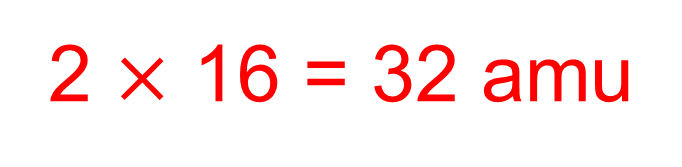 2 × 16 = 32 amu